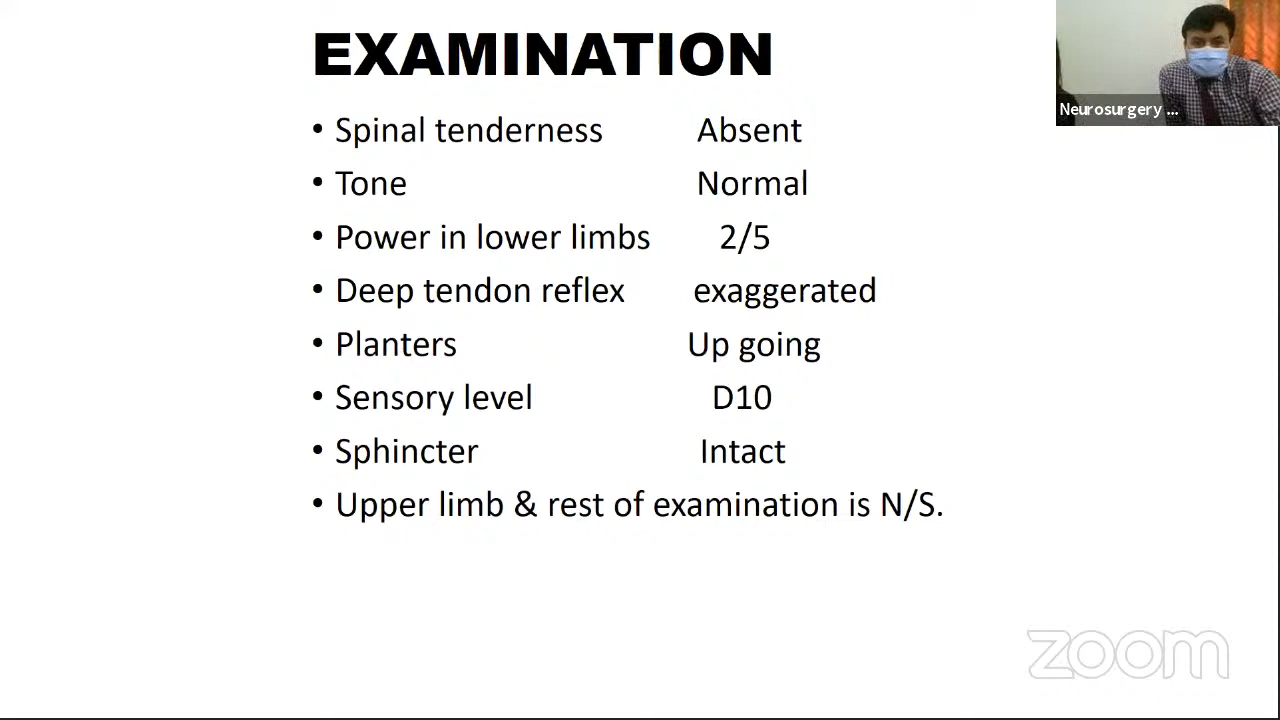 EXAMINATION
Neurosurgery ...
• Spinal tenderness Absent
• Tone Normal
• Power in lower limbs 2/5
• Deep tendon reflex exaggerated
• Planters Up going
• Sensory level D10
• Sphincter Intact
• Upper limb & rest of examination is N/S.
zoom